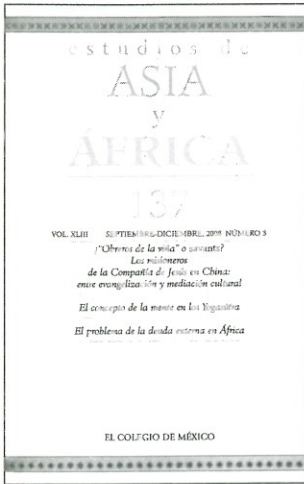 estudios de
ASIA
y
ÁFRICA
137
VOL. XLIII SEPTIEMBRE-DICIEMBRE, 2008 NÚMERO 3
¿"Obreros de la viña" o savants?
Los misioneros
de la Compañía de Jesús en China:
entre evangelización y mediación cultural
El concepto de la mente en los Yogasūtra
El problema de la deuda externa en África
EL COLEGIO DE MÉXICO